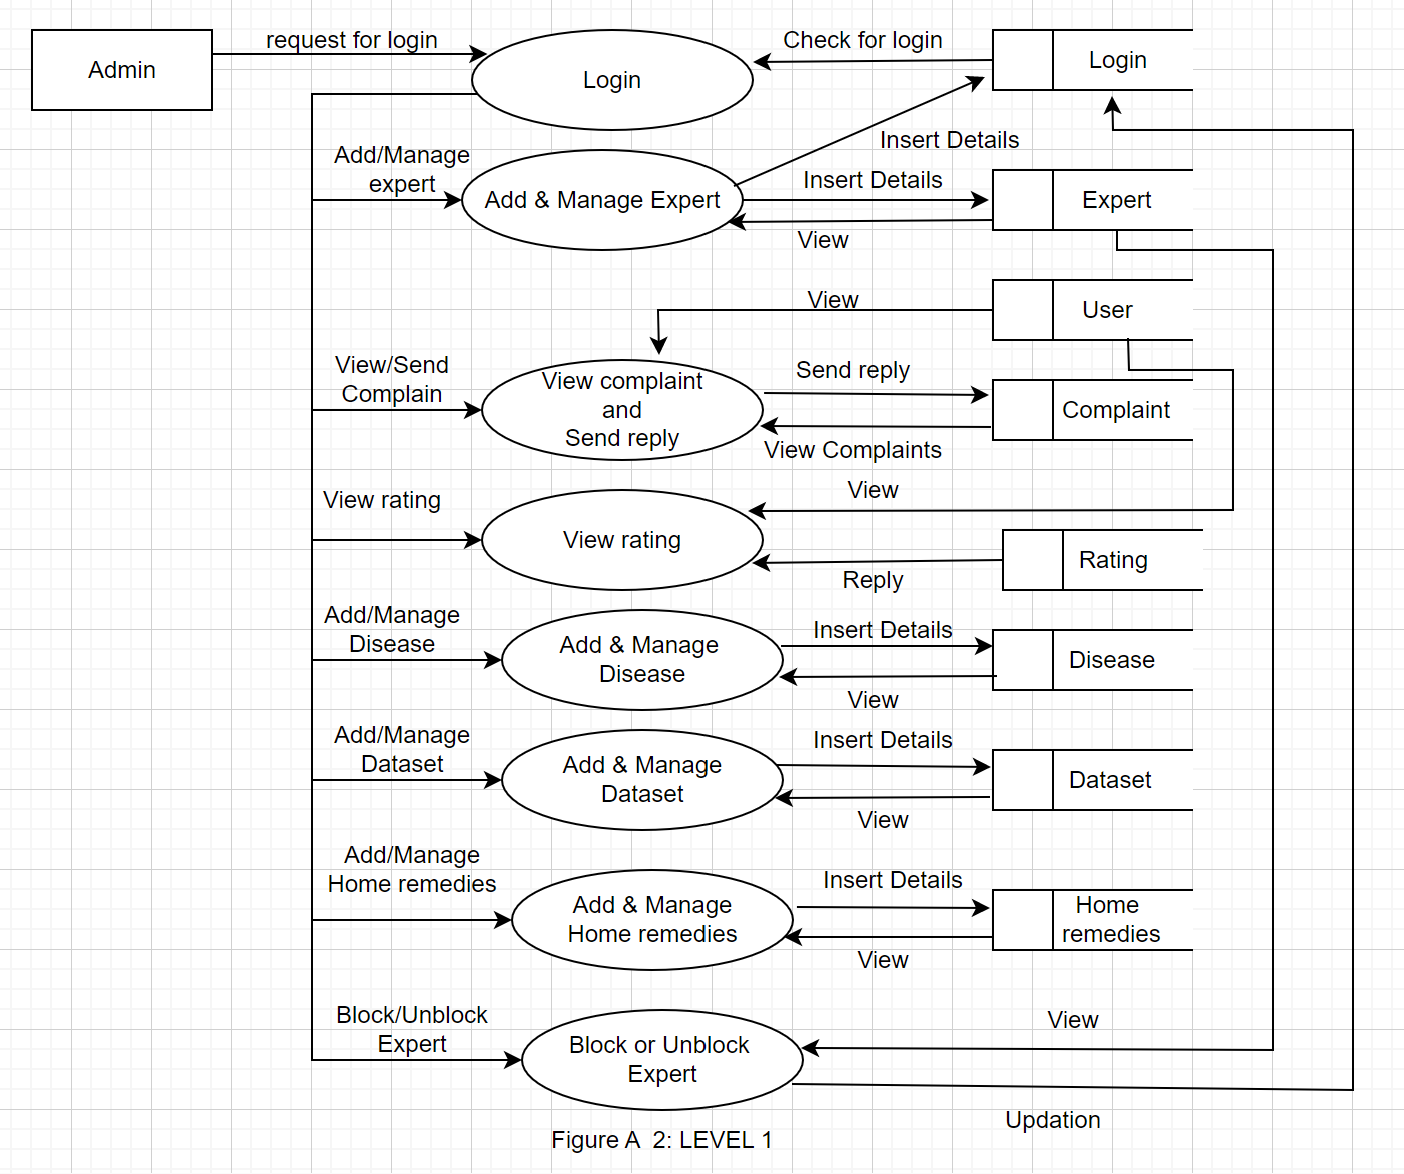 Admin
request for login
Login
Check for login
Login
Insert Details
Add/Manage
expert
Add & Manage Expert
Insert Details
Expert
View
User
View
View/Send
Complain
View complaint
and
Send reply
Send reply
Complaint
View Complaints
View rating
View
View rating
Rating
Reply
Add/Manage
Disease
Add & Manage
Disease
Insert Details
Disease
View
Add/Manage
Dataset
Add & Manage
Dataset
Insert Details
Dataset
View
Add/Manage
Home remedies
Add & Manage
Home remedies
Insert Details
Home
remedies
View
Block/Unblock
Expert
Block or Unblock
Expert
View
Updation
Figure A  2: LEVEL 1